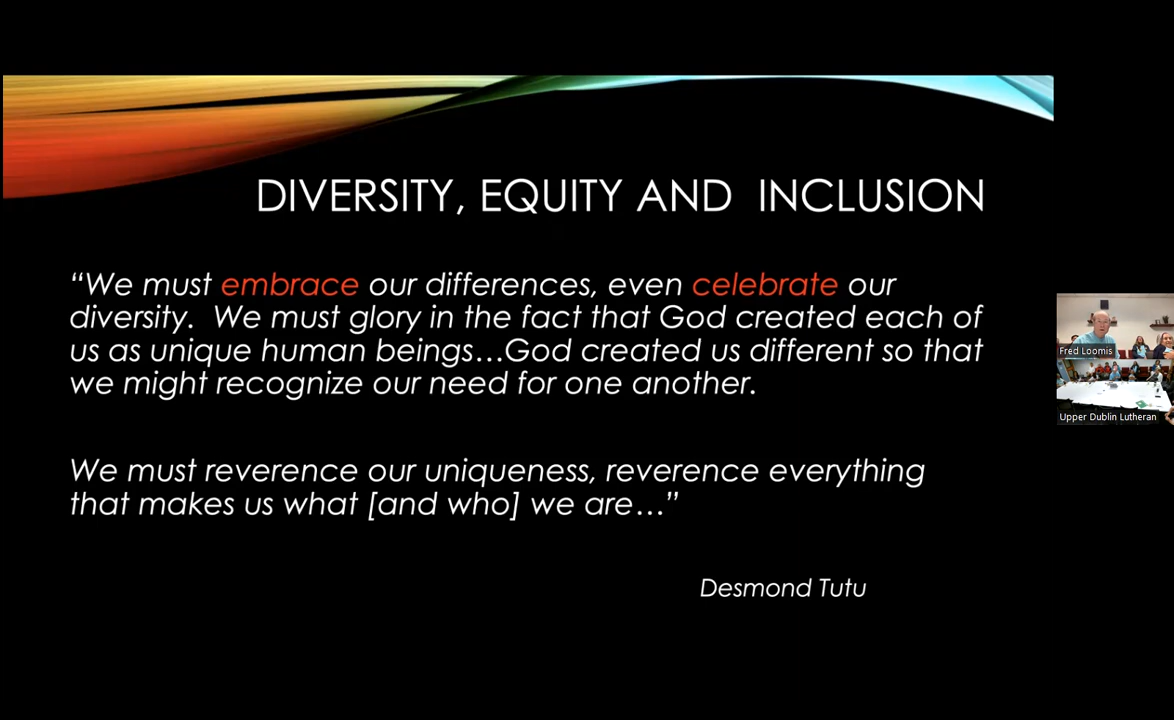 DIVERSITY, EQUITY AND  INCLUSION
“We must embrace our differences, even celebrate our
diversity.  We must glory in the fact that God created each of
us as unique human beings…God created us different so that
we might recognize our need for one another.
We must reverence our uniqueness, reverence everything
that makes us what [and who] we are…”
Desmond Tutu
Fred Loomis
Upper Dublin Lutheran